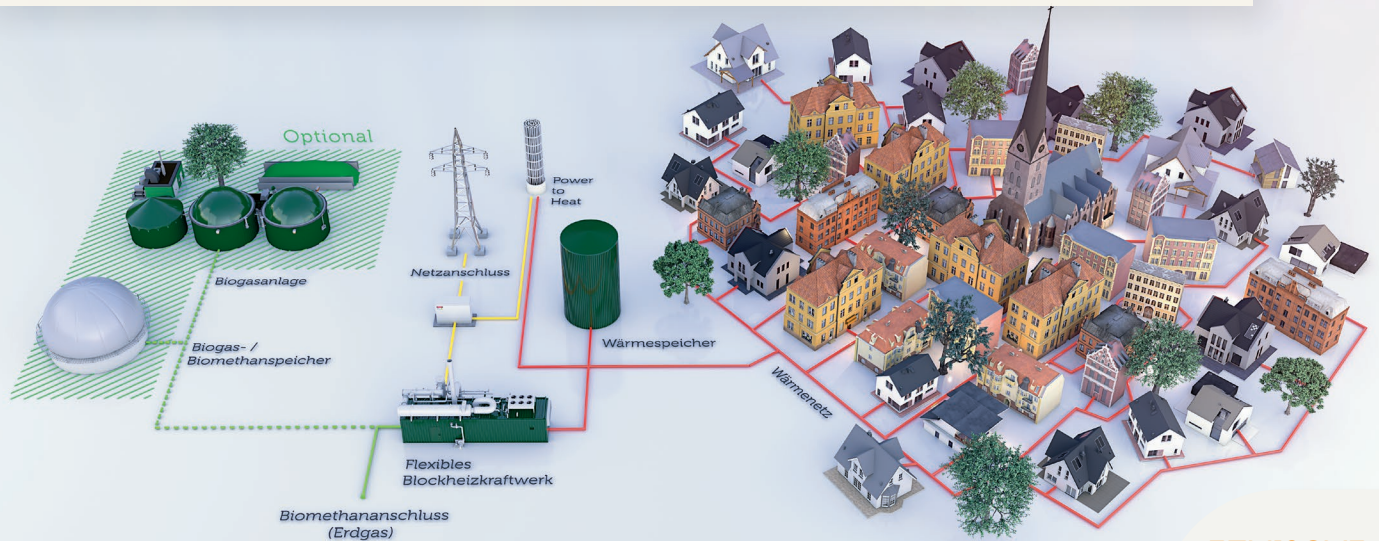 Optional
Power
to
Heat
Netzanschluss
Biogasanlage
Biogas- /
Biomethanspeicher
Wärmespeicher
Wärmenetz
Flexibles
Blockheizkraftwerk
Biomethananschluss
(Erdgas)